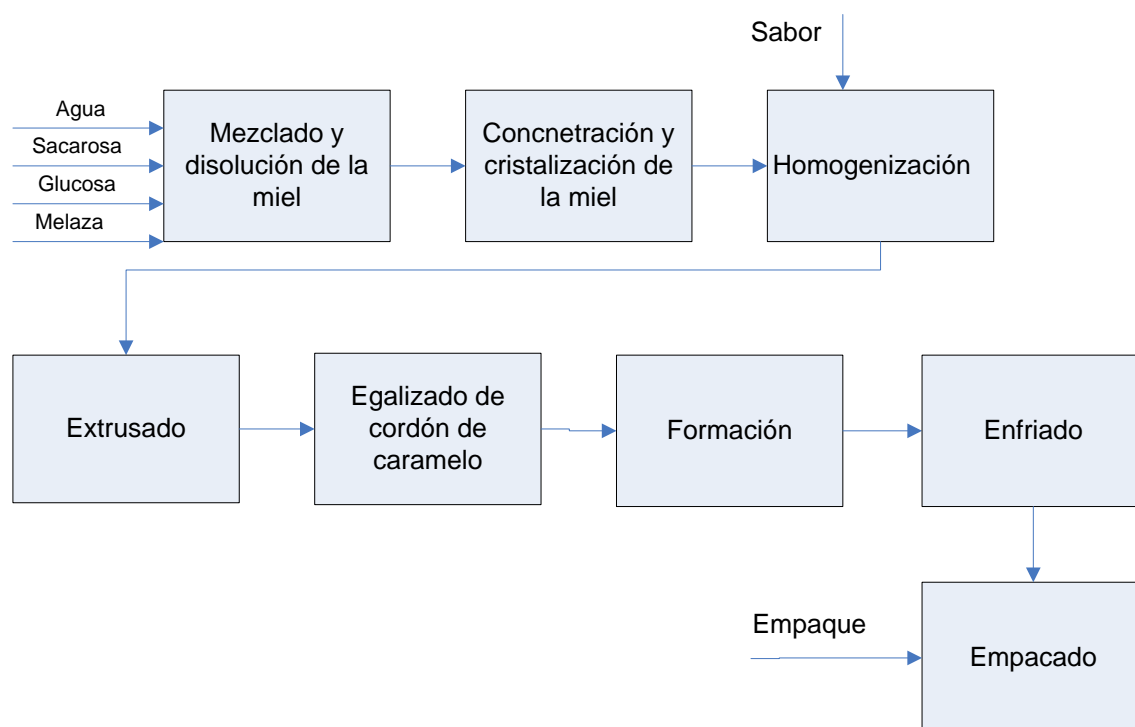 Sabor
Agua
Sacarosa
Glucosa
Melaza
Mezclado y
disolución de la
miel
Concnetración y
cristalización de
la miel
Homogenización
Extrusado
Egalizado de
cordón de
caramelo
Formación
Enfriado
Empaque
Empacado